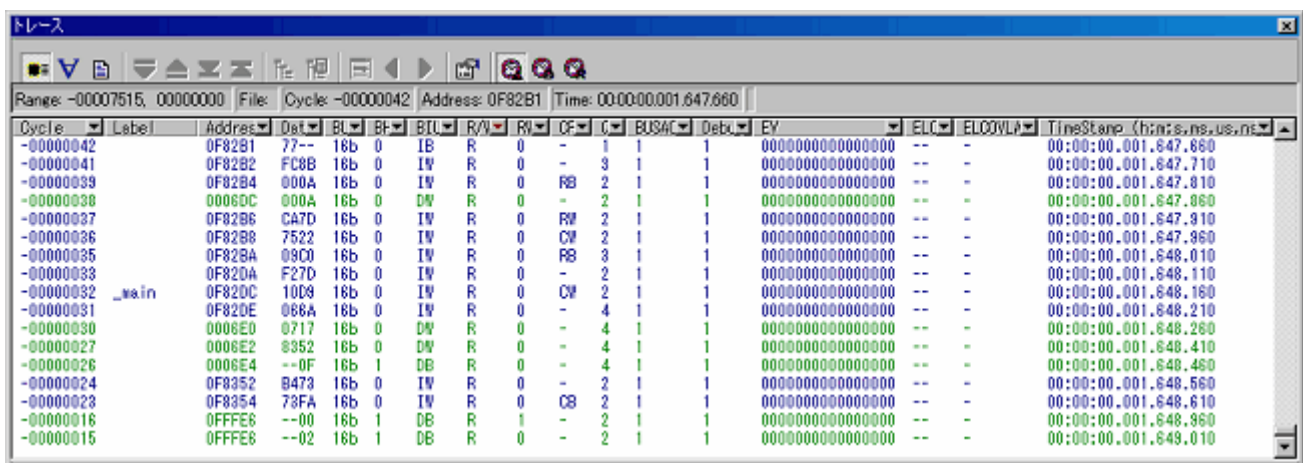 トレース
Range: -00007515, 00000000 File: Cycle: -00000042 Address: 0F82B1 Time: 00:00:00.001.647.660
Cycle Label Addres Dat BU BH BIU R/W RW CP BUSAC Debu EV ELC ELCOVLA TimeStamp (h:m:s,ms,us,ns
-00000042 0F82B1 77-- 16b 0 IB R 0 - 1 1 1 0000000000000000 -- - 00:00:00.001.647.660
-00000041 0F82B2 FC8B 16b 0 IW R 0 - 3 1 1 0000000000000000 -- - 00:00:00.001.647.710
-00000039 0F82B4 000A 16b 0 IW R 0 RB 2 1 1 0000000000000000 -- - 00:00:00.001.647.810
-00000038 0006DC 000A 16b 0 DW R 0 - 2 1 1 0000000000000000 -- - 00:00:00.001.647.860
-00000037 0F82B6 CA7D 16b 0 IW R 0 RW 2 1 1 0000000000000000 -- - 00:00:00.001.647.910
-00000036 0F82B8 7522 16b 0 IW R 0 CW 2 1 1 0000000000000000 -- - 00:00:00.001.647.960
-00000035 0F82BA 09C0 16b 0 IW R 0 RB 3 1 1 0000000000000000 -- - 00:00:00.001.648.010
-00000033 0F82DA F27D 16b 0 IW R 0 - 2 1 1 0000000000000000 -- - 00:00:00.001.648.110
-00000032 _main 0F82DC 10D9 16b 0 IW R 0 CW 2 1 1 0000000000000000 -- - 00:00:00.001.648.160
-00000031 0F82DE 066A 16b 0 IW R 0 - 4 1 1 0000000000000000 -- - 00:00:00.001.648.210
-00000030 0006E0 0717 16b 0 DW R 0 - 4 1 1 0000000000000000 -- - 00:00:00.001.648.260
-00000027 0006E2 8352 16b 0 DW R 0 - 4 1 1 0000000000000000 -- - 00:00:00.001.648.410
-00000026 0006E4 --0F 16b 1 DB R 0 - 4 1 1 0000000000000000 -- - 00:00:00.001.648.460
-00000024 0F8352 B473 16b 0 IW R 0 - 2 1 1 0000000000000000 -- - 00:00:00.001.648.560
-00000023 0F8354 73FA 16b 0 IW R 0 CB 2 1 1 0000000000000000 -- - 00:00:00.001.648.610
-00000016 0FFFE6 --00 16b 1 DB R 1 - 2 1 1 0000000000000000 -- - 00:00:00.001.648.960
-00000015 0FFFE6 --02 16b 1 DB R 0 - 2 1 1 0000000000000000 -- - 00:00:00.001.649.010